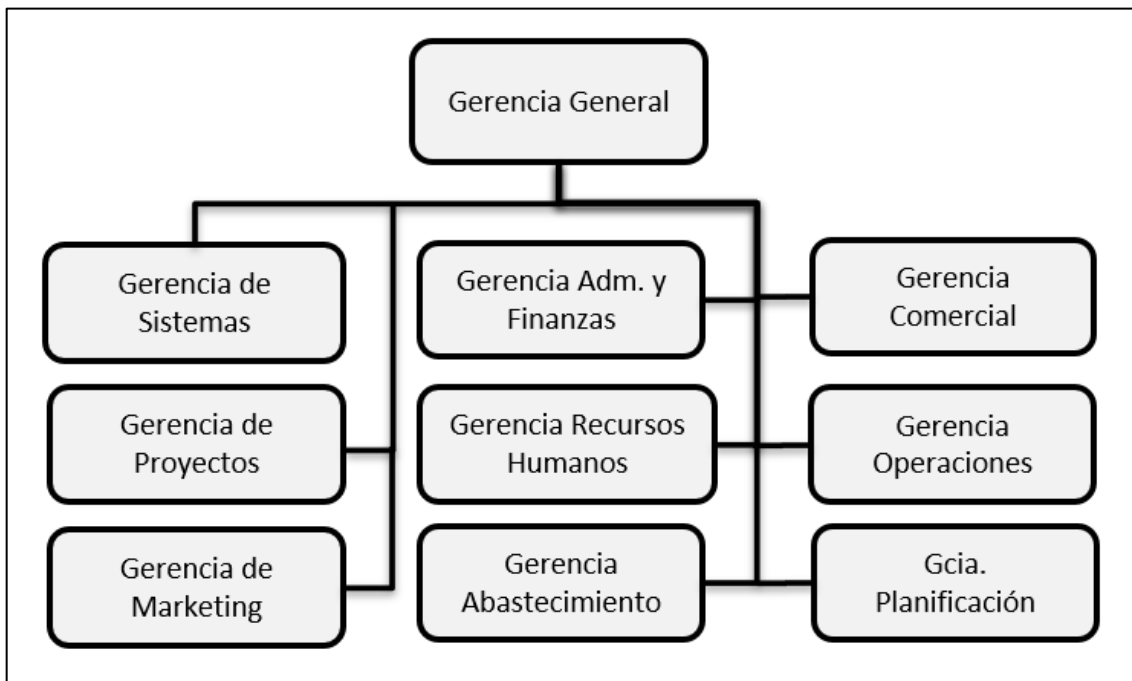 Gerencia General
Gerencia de
Sistemas
Gerencia Adm. y
Finanzas
Gerencia
Comercial
Gerencia de
Proyectos
Gerencia Recursos
Humanos
Gerencia
Operaciones
Gerencia de
Marketing
Gerencia
Abastecimiento
Gcia.
Planificación